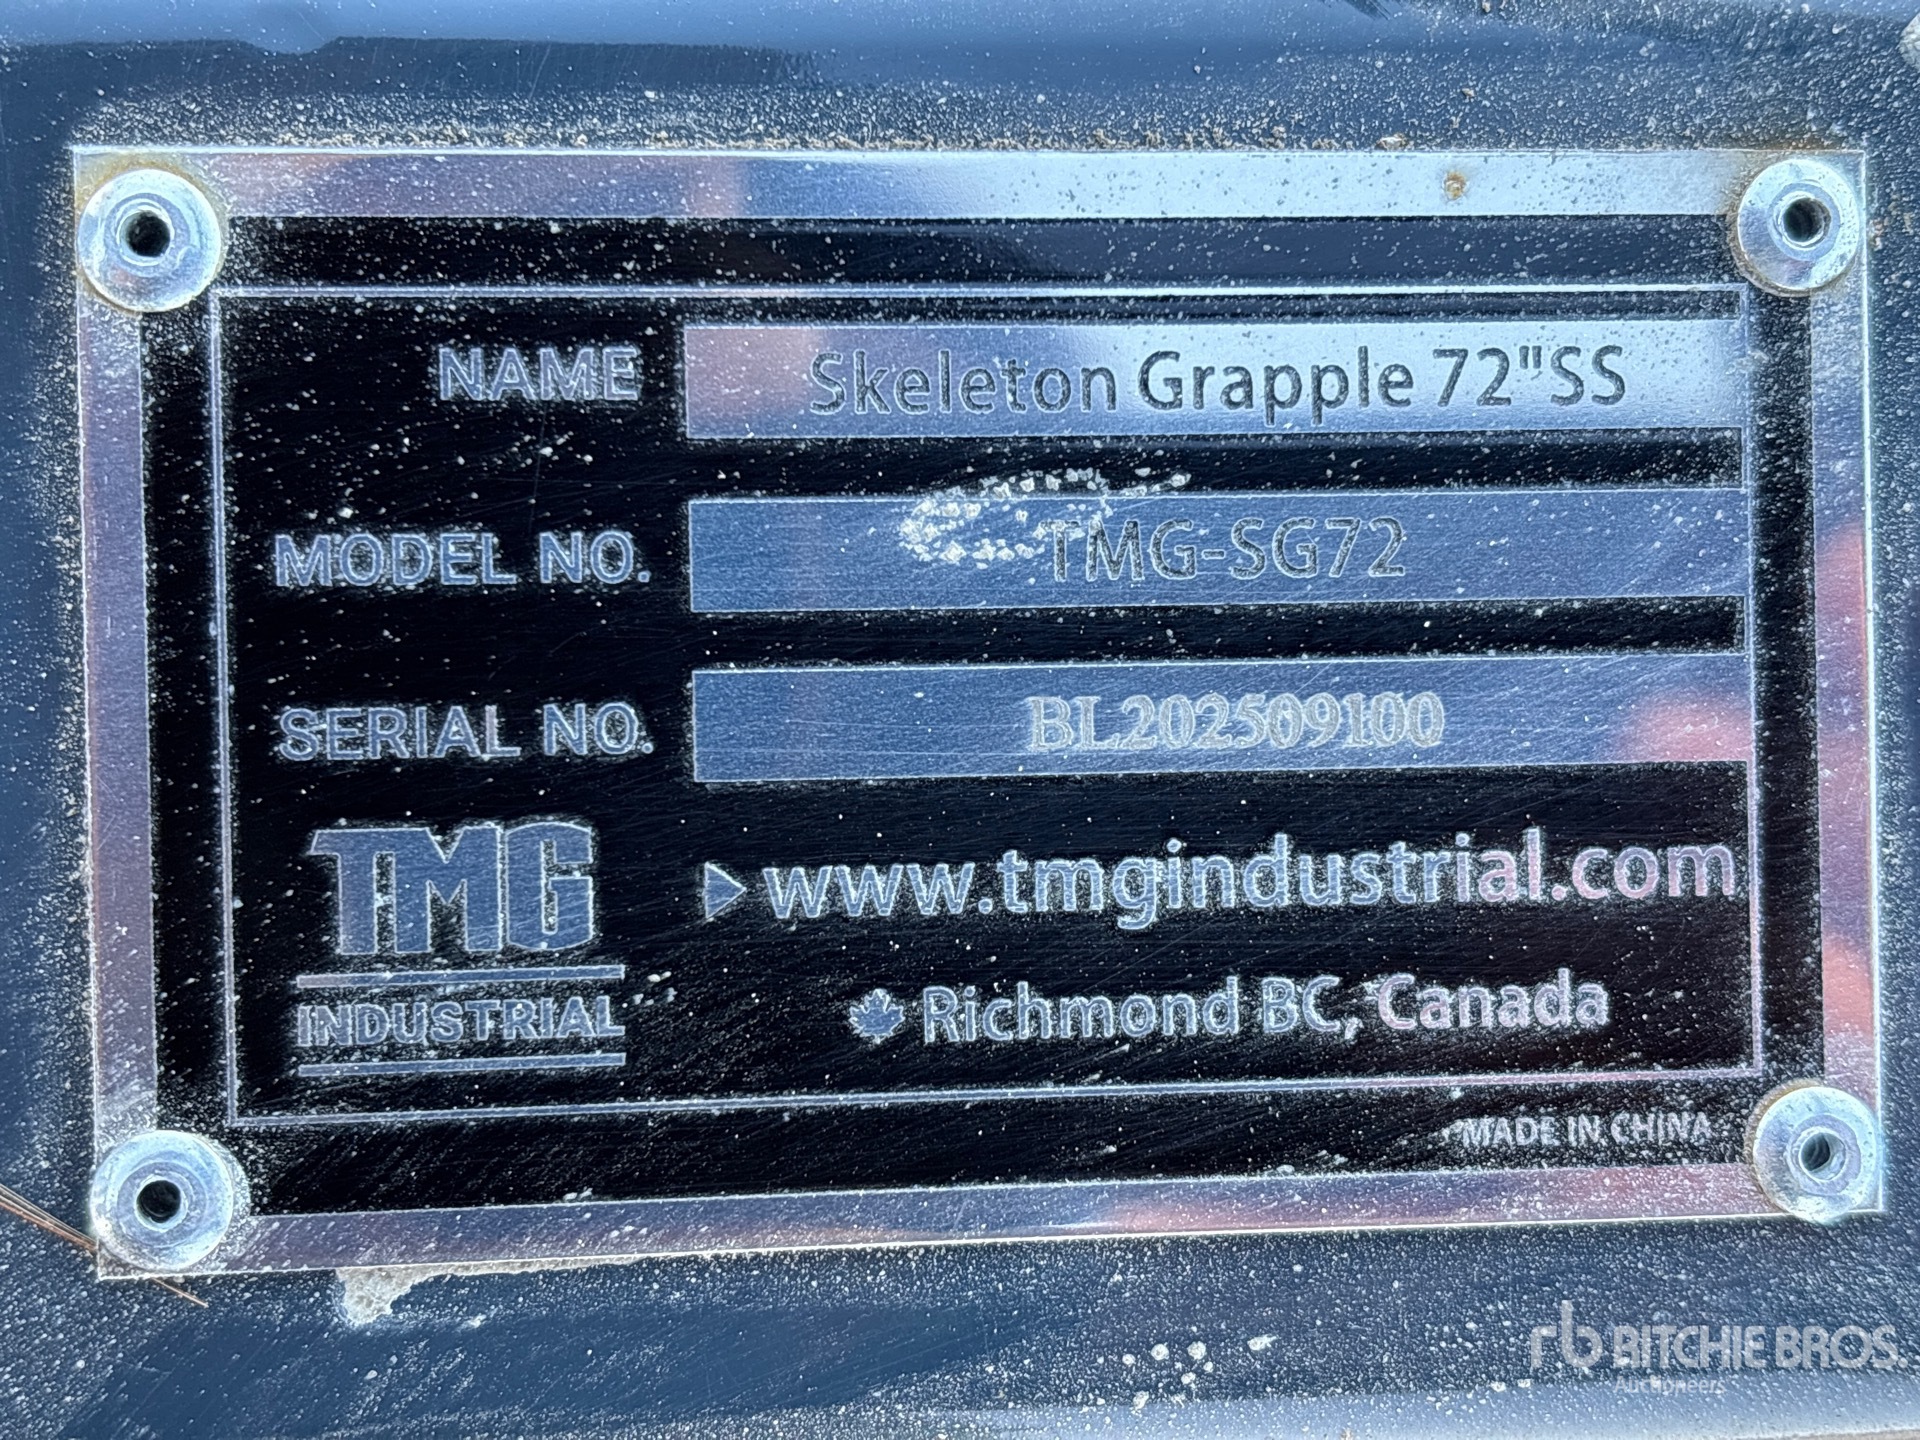 NAME Skeleton Grapple 72"SS
MODEL NO. TMG-SG72
SERIAL NO. BL202509100
TMG
INDUSTRIAL
www.tmgindustrial.com
Richmond BC, Canada
MADE IN CHINA
rb RITCHIE BROS.
Auctioneers